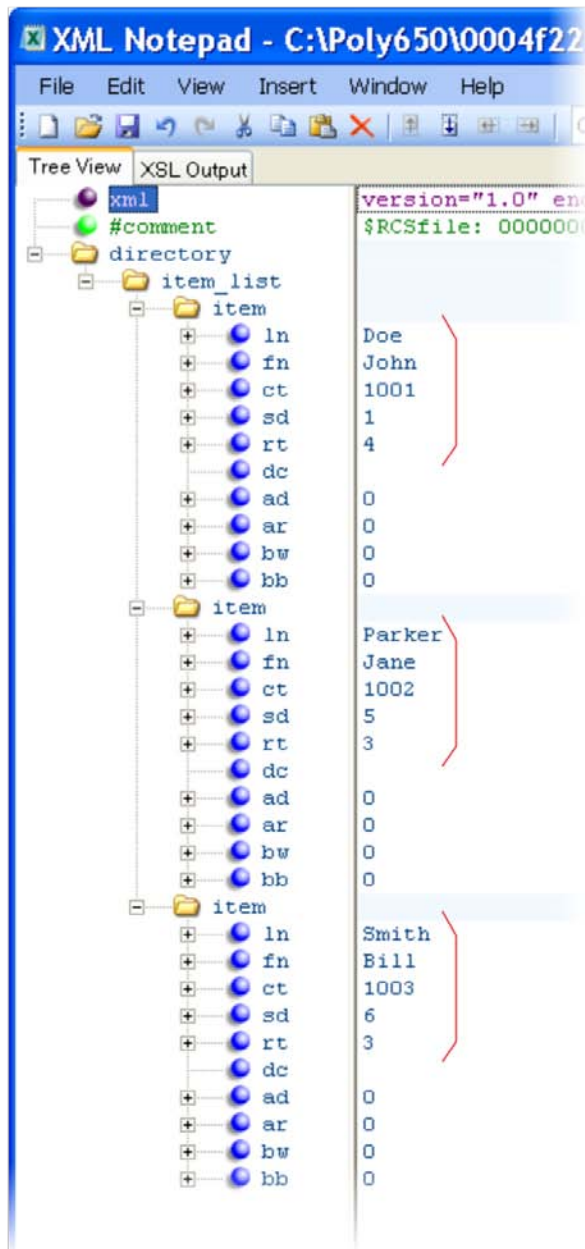 XML Notepad - C:\Poly650\0004f22
File Edit View Insert Window Help
Tree View XSL Output
xml version="1.0"
#comment $RCSfile:
directory
item_list
item
ln Doe
fn John
ct 1001
sd 1
rt 4
dc
ad 0
ar 0
bw 0
bb 0
item
ln Parker
fn Jane
ct 1002
sd 5
rt 3
dc
ad 0
ar 0
bw 0
bb 0
item
ln Smith
fn Bill
ct 1003
sd 6
rt 3
dc
ad 0
ar 0
bw 0
bb 0